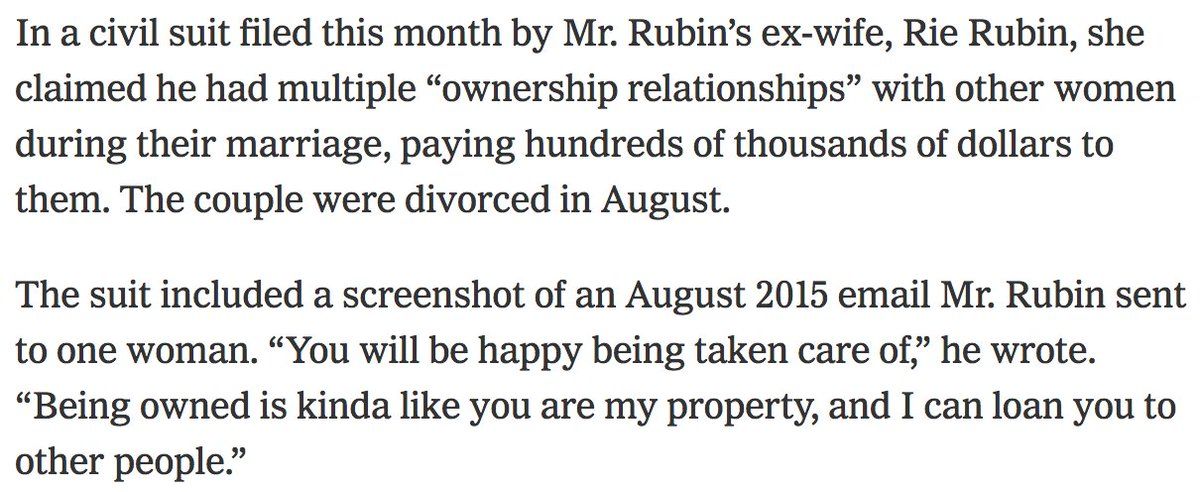 In a civil suit filed this month by Mr. Rubin’s ex-wife, Rie Rubin, she
claimed he had multiple “ownership relationships” with other women
during their marriage, paying hundreds of thousands of dollars to
them. The couple were divorced in August.
The suit included a screenshot of an August 2015 email Mr. Rubin sent
to one woman. “You will be happy being taken care of,” he wrote.
“Being owned is kinda like you are my property, and I can loan you to
other people.”